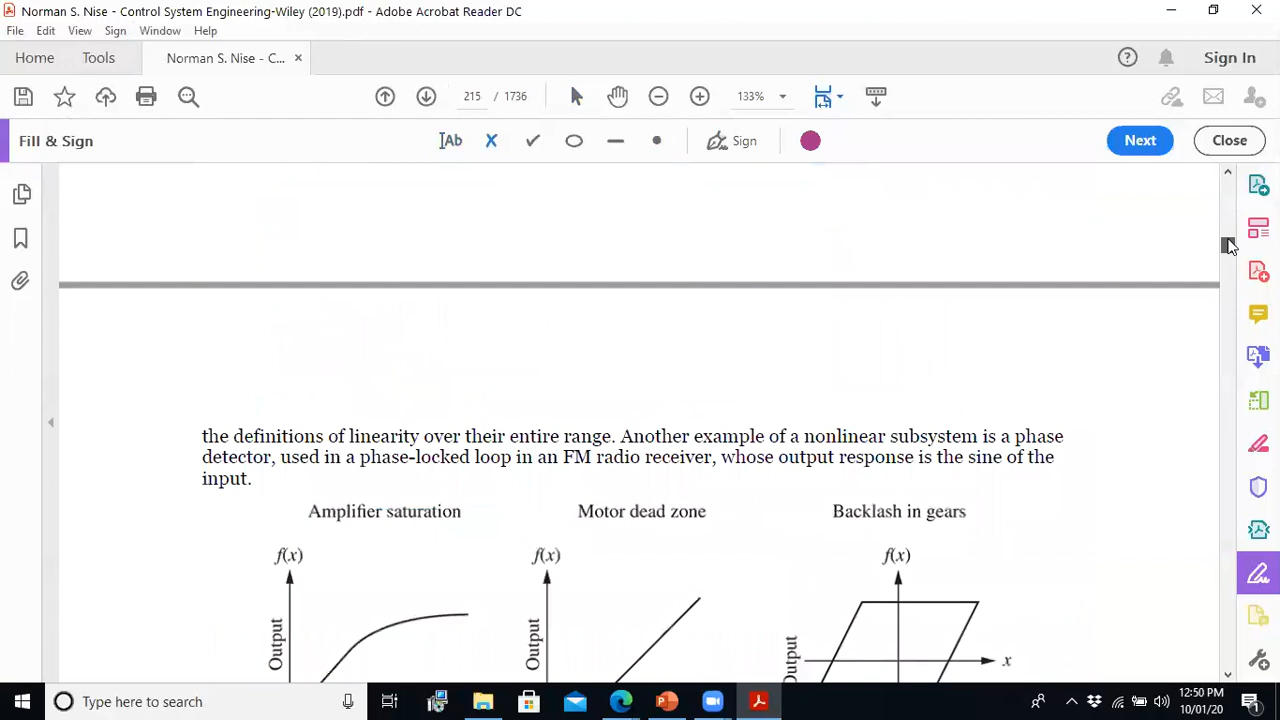 Norman S. Nise - Control System Engineering-Wiley (2019).pdf - Adobe Acrobat Reader DC
File Edit View Sign Window Help
Home Tools Norman S. Nise - C... × Sign In
215 / 1736 133%
Fill & Sign Ab Sign Next Close
the definitions of linearity over their entire range. Another example of a nonlinear subsystem is a phase
detector, used in a phase-locked loop in an FM radio receiver, whose output response is the sine of the
input.
Amplifier saturation Motor dead zone Backlash in gears
f(x) f(x) f(x)
Output Output Output
x
Type here to search
12:50 PM
10/01/20
1